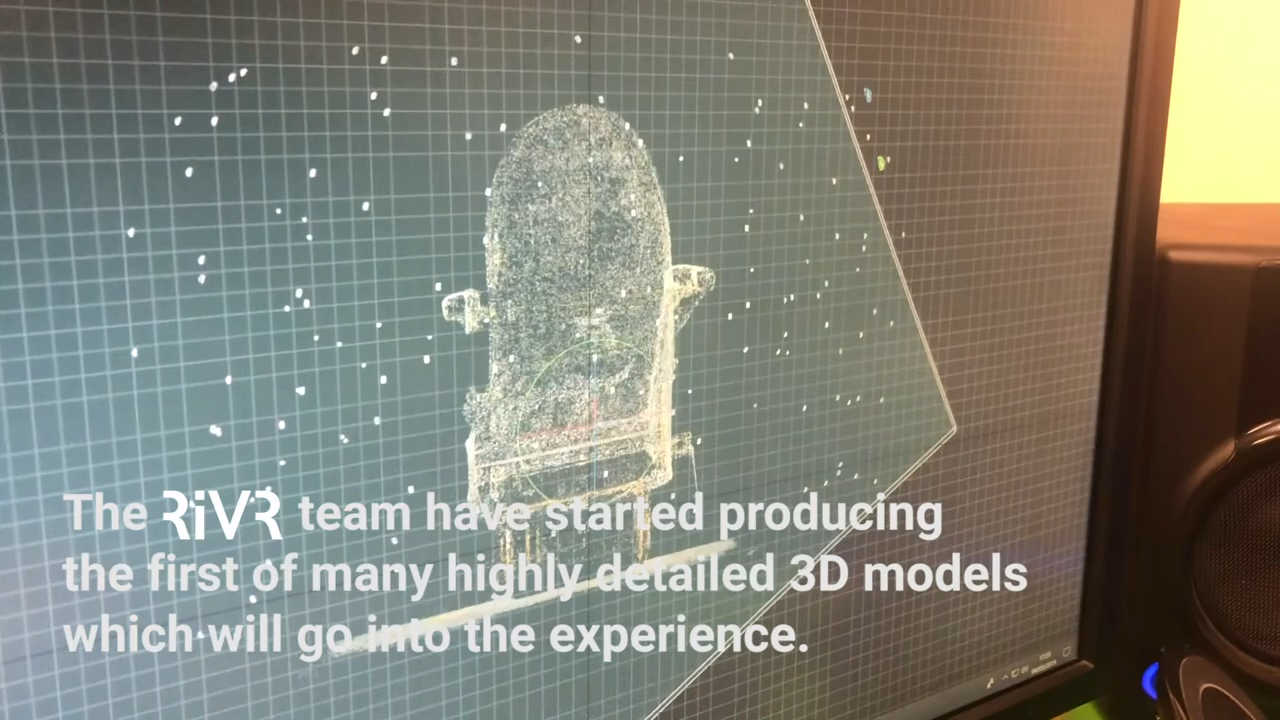 The RiVR team have started producing
the first of many highly detailed 3D models
which will go into the experience.